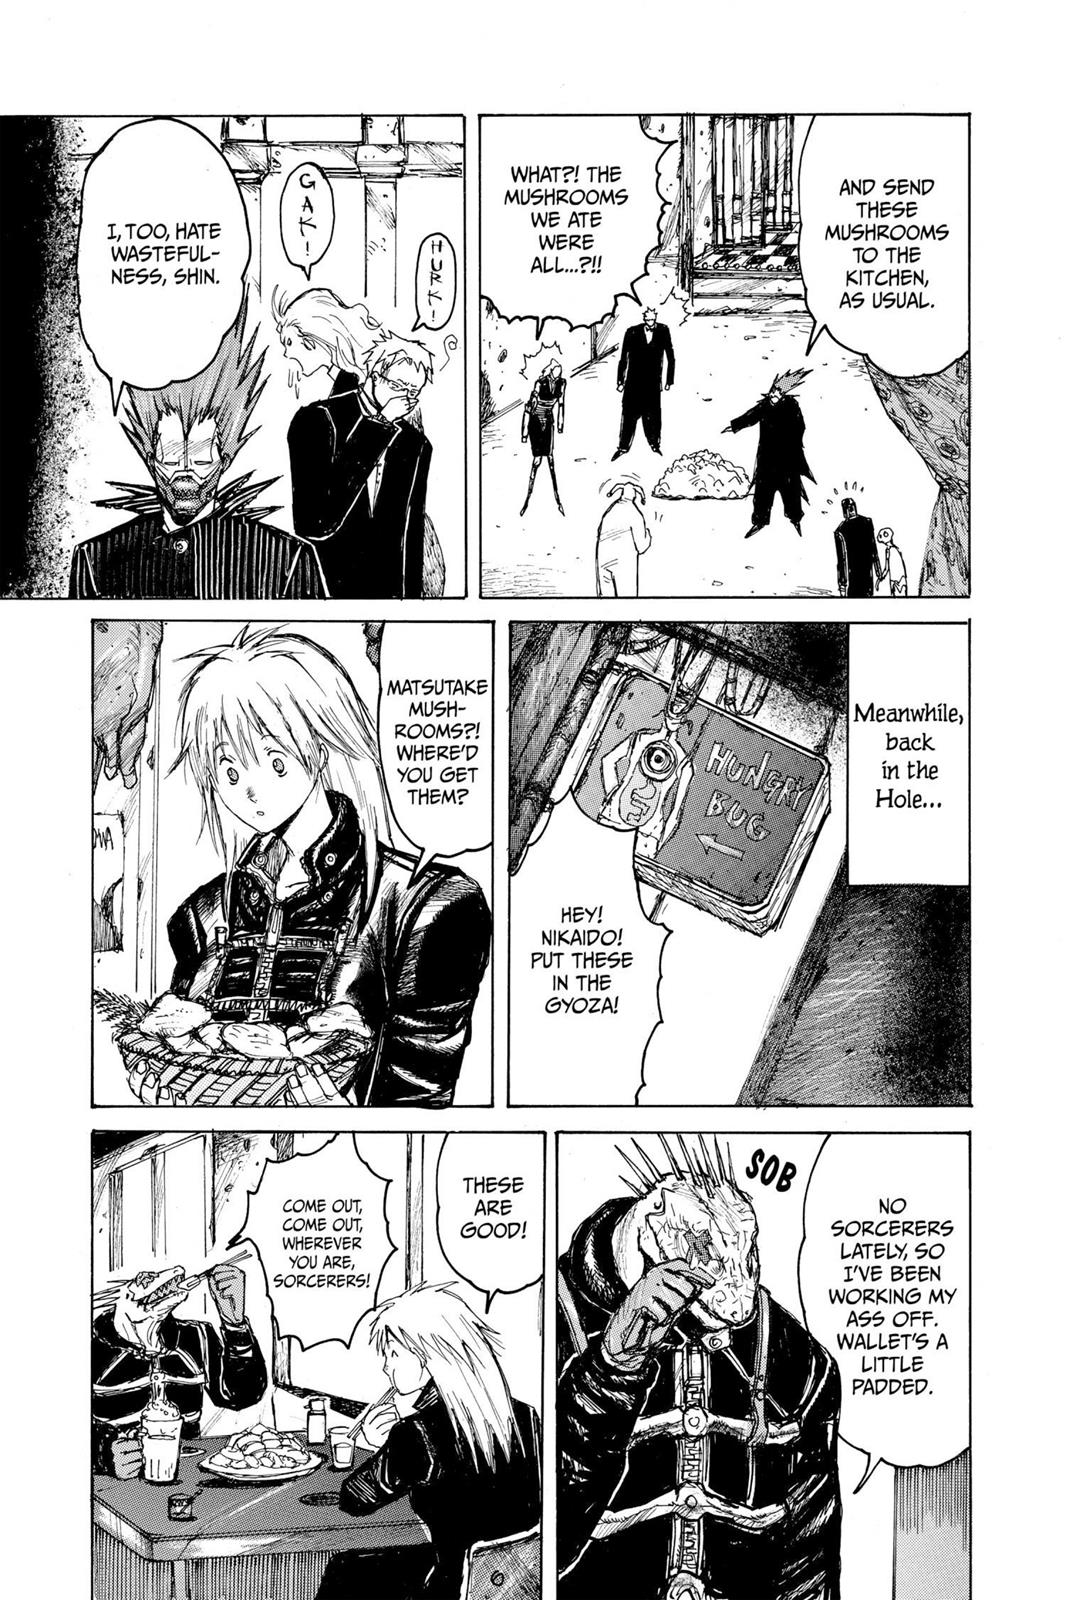 AND SEND
THESE
MUSHROOMS
TO THE
KITCHEN,
AS USUAL.
WHAT?! THE
MUSHROOMS
WE ATE
WERE
ALL...?!!
HURK!
GAK!
I, TOO, HATE
WASTEFUL-
NESS, SHIN.
Meanwhile,
back
in the
Hole...
HUNGRY
BUG
HEY!
NIKAIDO!
PUT THESE
IN THE
GYOZA!
MATSUTAKE
MUSH-
ROOMS?!
WHERE'D
YOU GET
THEM?
SOB
NO
SORCERERS
LATELY, SO
I'VE BEEN
WORKING MY
ASS OFF.
WALLET'S A
LITTLE
PADDED.
THESE
ARE
GOOD!
COME OUT,
COME OUT,
WHEREVER
YOU ARE,
SORCERERS!